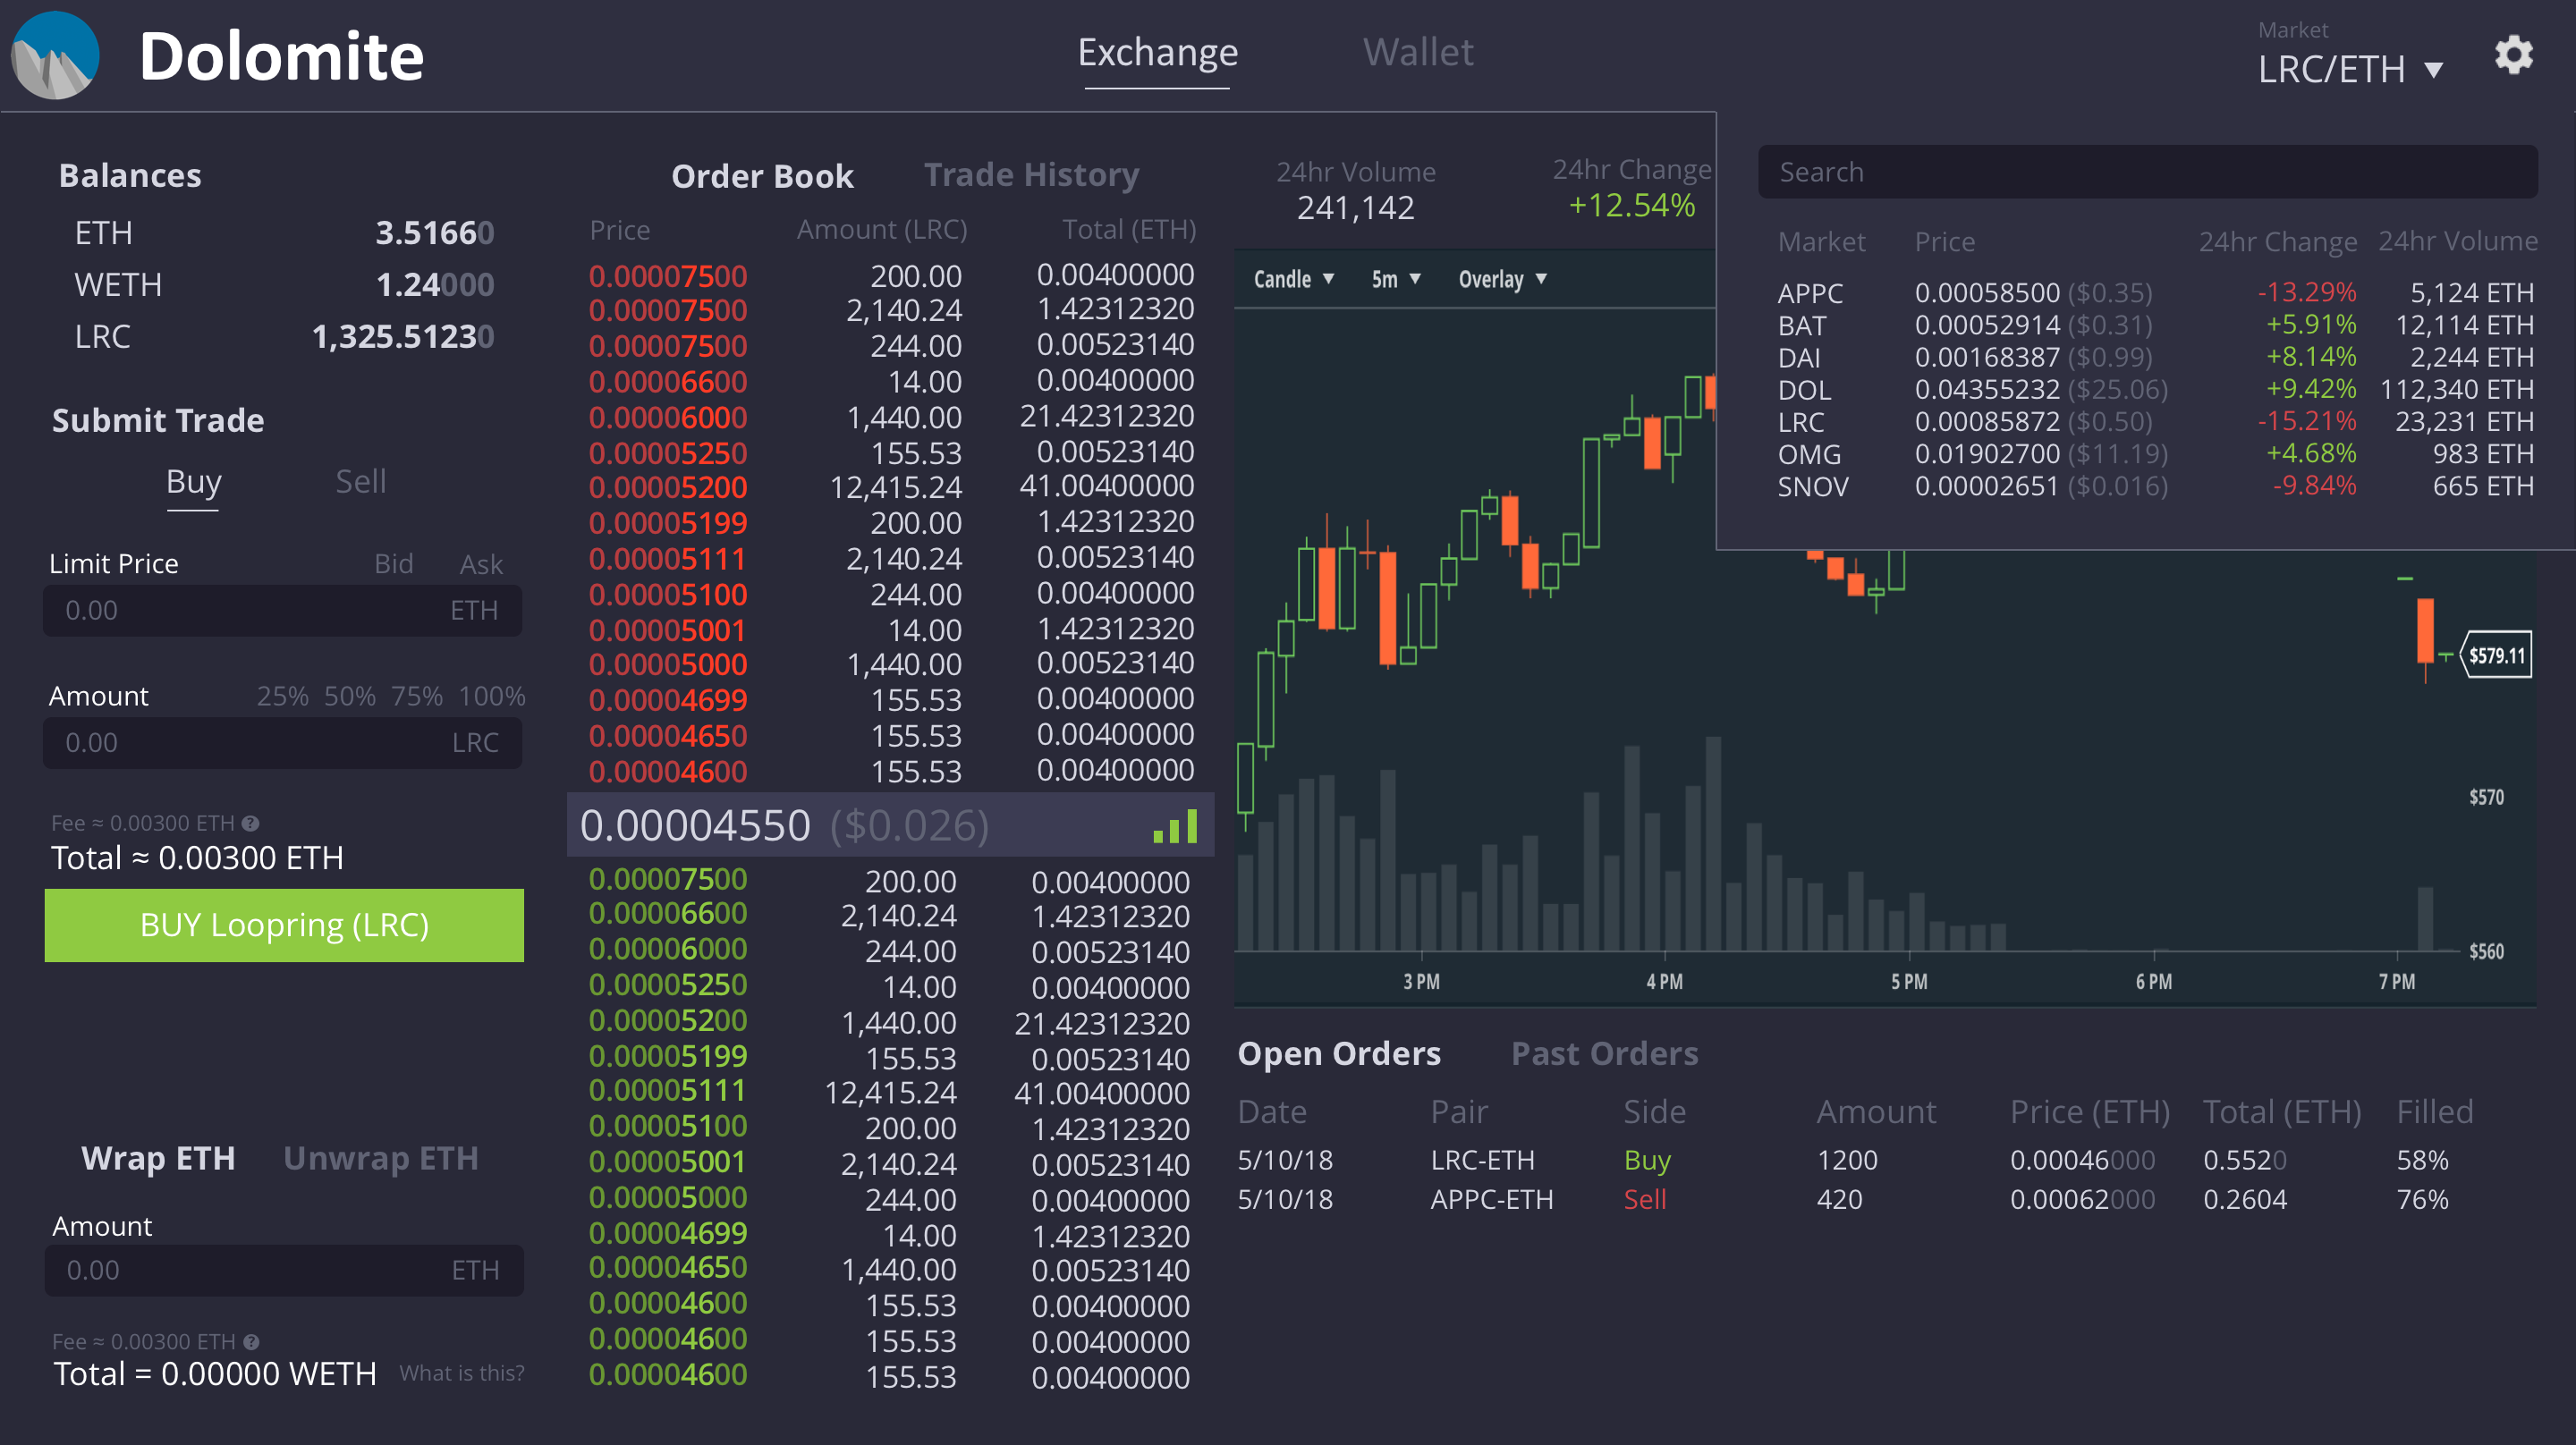 Dolomite
Exchange Wallet
Market
LRC/ETH ▼
Balances
ETH 3.51660
WETH 1.24000
LRC 1,325.51230
Submit Trade
Buy Sell
Limit Price Bid Ask
0.00 ETH
Amount 25% 50% 75% 100%
0.00 LRC
Fee ≈ 0.00300 ETH ?
Total ≈ 0.00300 ETH
BUY Loopring (LRC)
Wrap ETH Unwrap ETH
Amount
0.00 ETH
Fee ≈ 0.00300 ETH ?
Total = 0.00000 WETH What is this?
Order Book Trade History
Price Amount (LRC) Total (ETH)
0.00007500 200.00 0.00400000
0.00007500 2,140.24 1.42312320
0.00007500 244.00 0.00523140
0.00006600 14.00 0.00400000
0.00006000 1,440.00 21.42312320
0.00005250 155.53 0.00523140
0.00005200 12,415.24 41.00400000
0.00005199 200.00 1.42312320
0.00005111 2,140.24 0.00523140
0.00005100 244.00 0.00400000
0.00005001 14.00 1.42312320
0.00005000 1,440.00 0.00523140
0.00004699 155.53 0.00400000
0.00004650 155.53 0.00400000
0.00004600 155.53 0.00400000
0.00004550 ($0.026)
0.00007500 200.00 0.00400000
0.00006600 2,140.24 1.42312320
0.00006000 244.00 0.00523140
0.00005250 14.00 0.00400000
0.00005200 1,440.00 21.42312320
0.00005199 155.53 0.00523140
0.00005111 12,415.24 41.00400000
0.00005100 200.00 1.42312320
0.00005001 2,140.24 0.00523140
0.00005000 244.00 0.00400000
0.00004699 14.00 1.42312320
0.00004650 1,440.00 0.00523140
0.00004600 155.53 0.00400000
0.00004600 155.53 0.00400000
0.00004600 155.53 0.00400000
24hr Volume 24hr Change
241,142 +12.54%
Candle ▼ 5m ▼ Overlay ▼
Search
Market Price 24hr Change 24hr Volume
APPC 0.00058500 ($0.35) -13.29% 5,124 ETH
BAT 0.00052914 ($0.31) +5.91% 12,114 ETH
DAI 0.00168387 ($0.99) +8.14% 2,244 ETH
DOL 0.04355232 ($25.06) +9.42% 112,340 ETH
LRC 0.00085872 ($0.50) -15.21% 23,231 ETH
OMG 0.01902700 ($11.19) +4.68% 983 ETH
SNOV 0.00002651 ($0.016) -9.84% 665 ETH
$579.11
$570
$560
3 PM 4 PM 5 PM 6 PM 7 PM
Open Orders Past Orders
Date Pair Side Amount Price (ETH) Total (ETH) Filled
5/10/18 LRC-ETH Buy 1200 0.00046000 0.5520 58%
5/10/18 APPC-ETH Sell 420 0.00062000 0.2604 76%